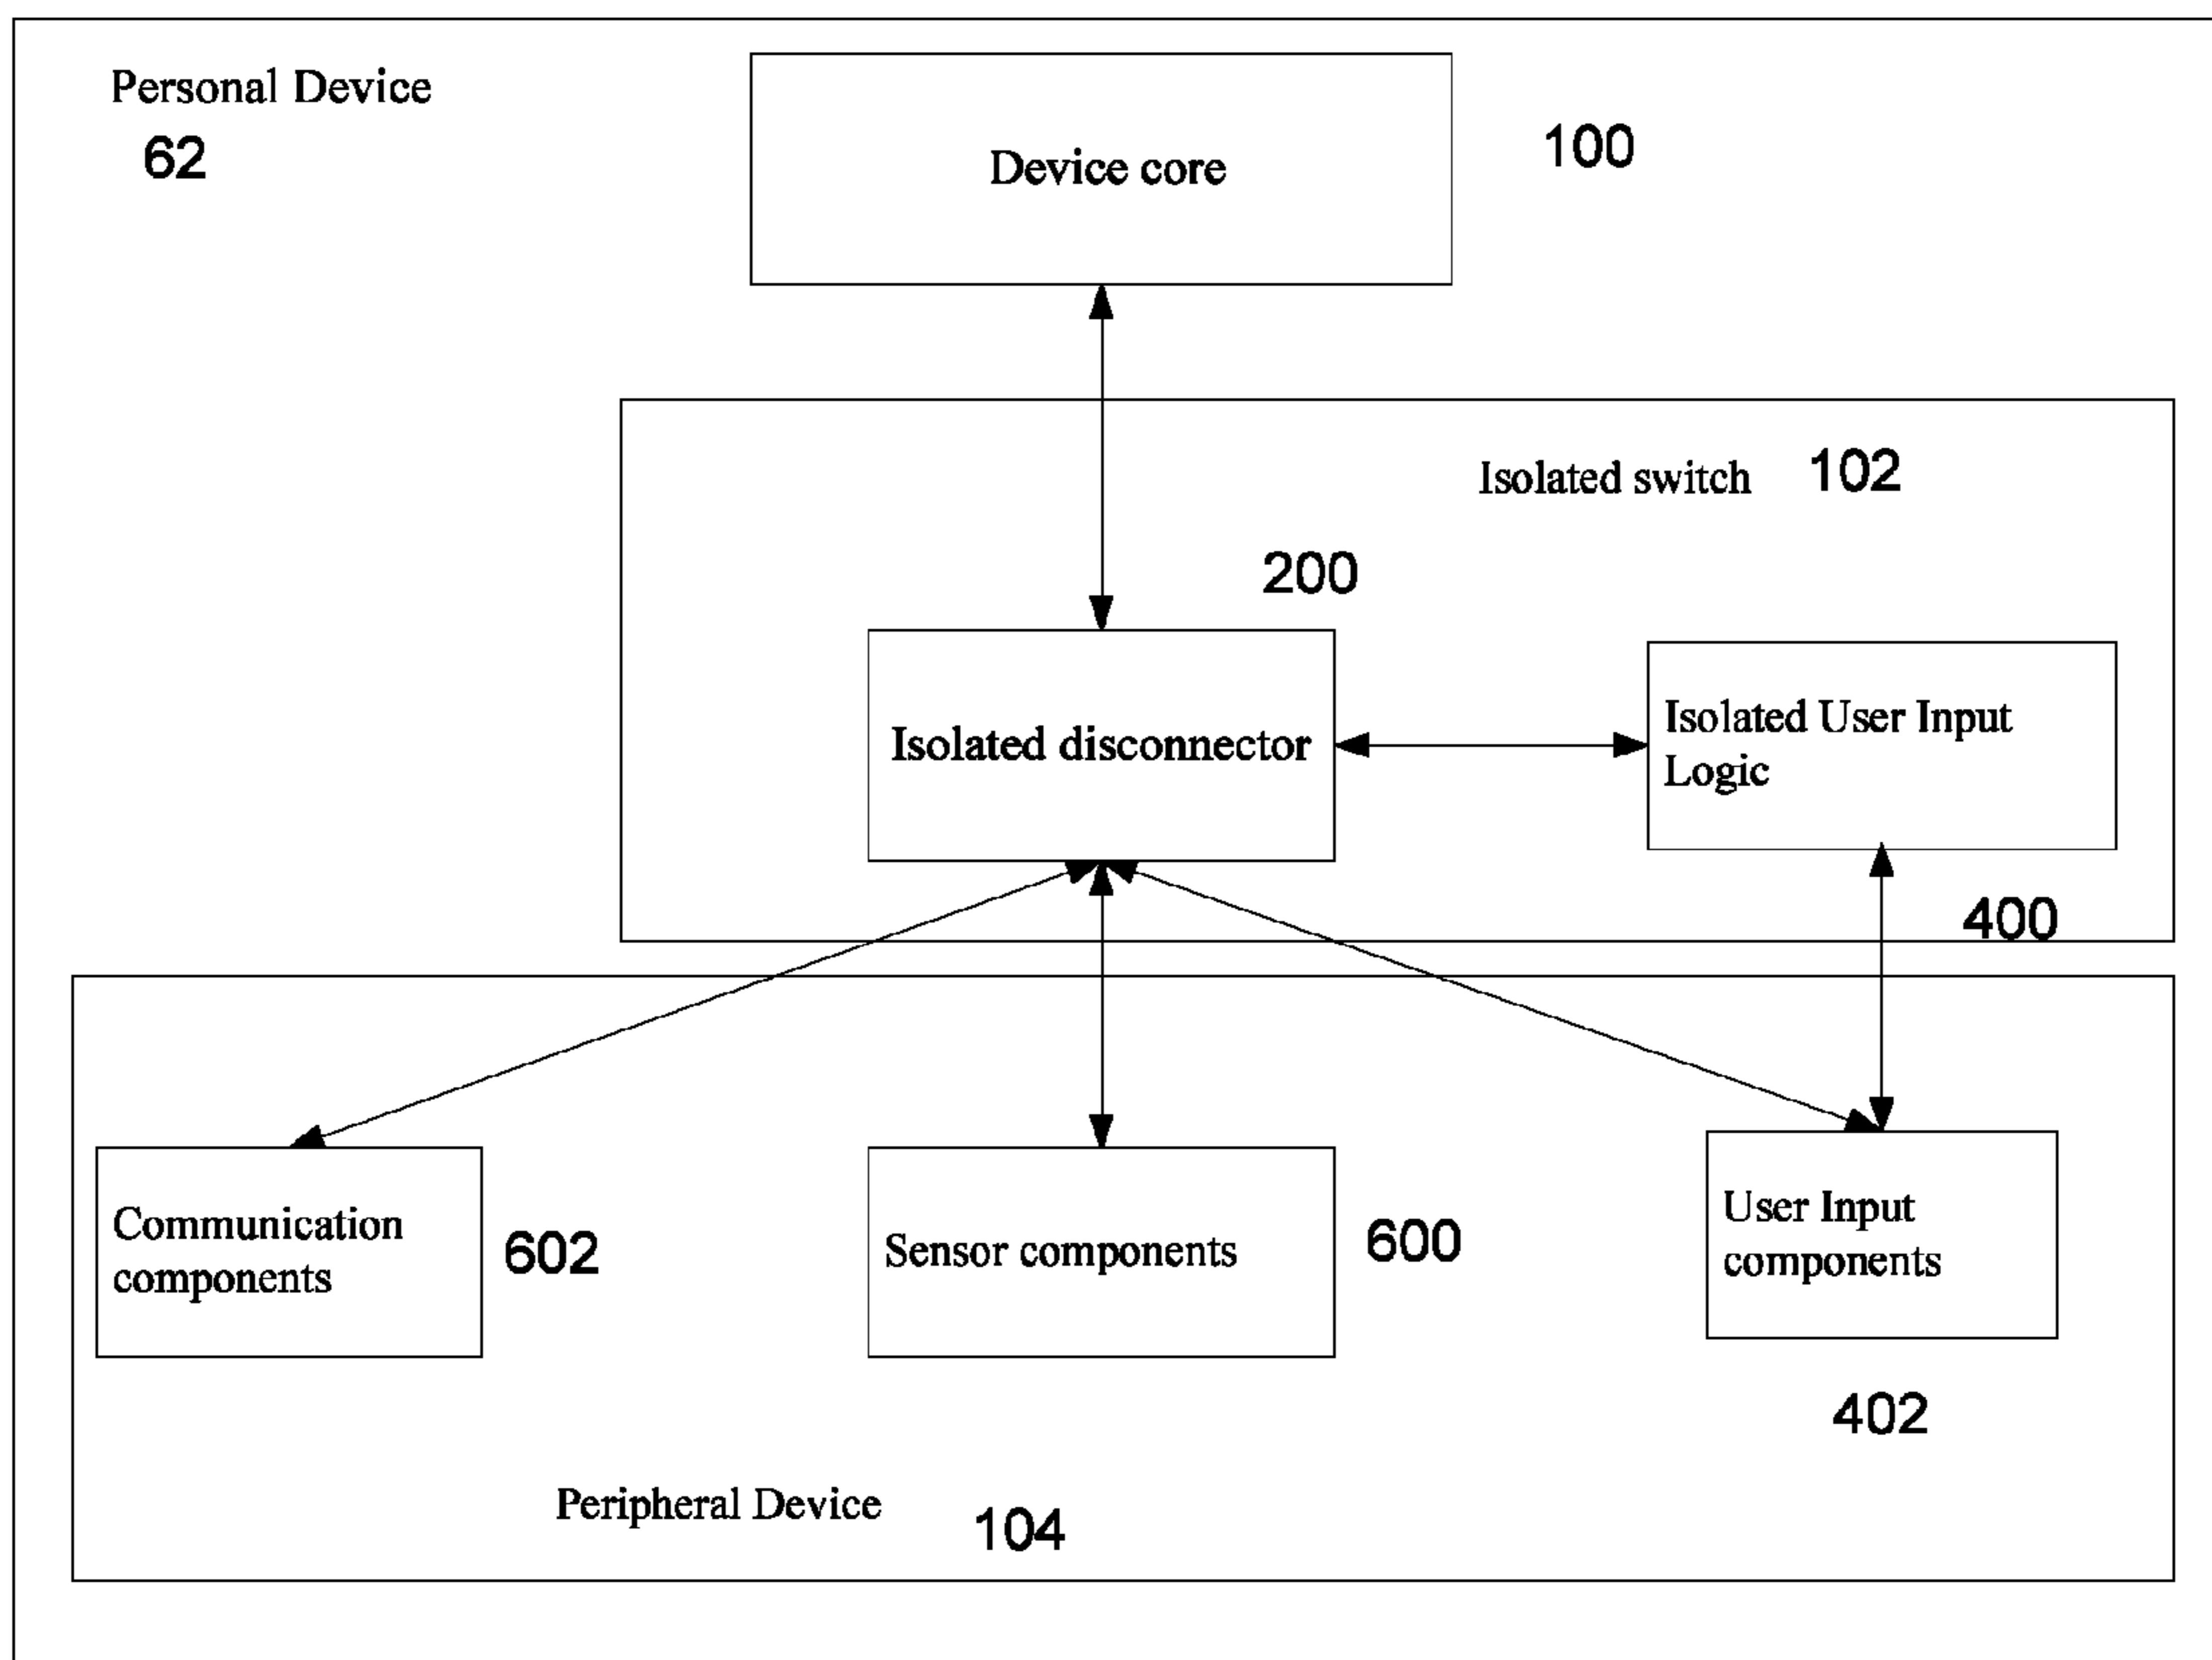 Personal Device
62
Device core
100
Isolated switch 102
200
Isolated disconnector
Isolated User Input
Logic
400
Communication
components
602
Sensor components
600
User Input
components
402
Peripheral Device 104